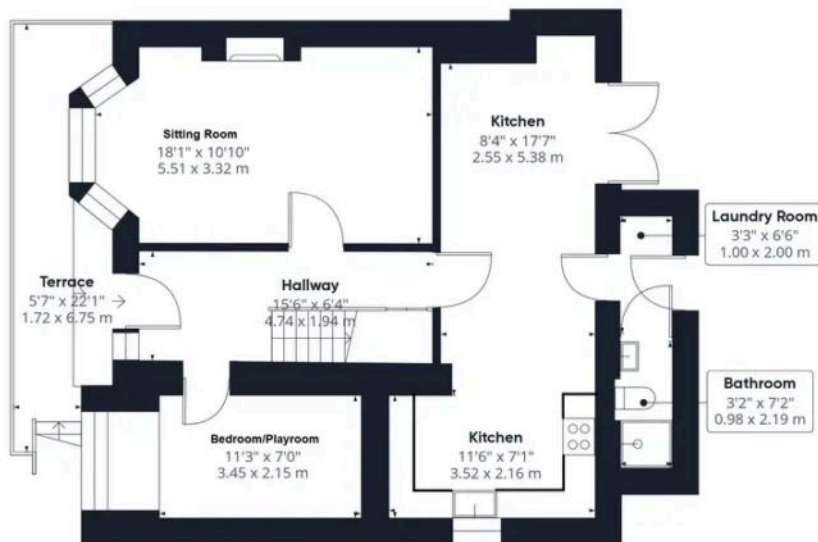 Sitting Room
18'1" x 10'10"
5.51 x 3.32 m
Kitchen
8'4" x 17'7"
2.55 x 5.38 m
Laundry Room
3'3" x 6'6"
1.00 x 2.00 m
Terrace
5'7" x 22'1"
1.72 x 6.75 m
Hallway
15'6" x 6'4"
4.74 x 1.94 m
Bathroom
3'2" x 7'2"
0.98 x 2.19 m
Bedroom/Playroom
11'3" x 7'0"
3.45 x 2.15 m
Kitchen
11'6" x 7'1"
3.52 x 2.16 m